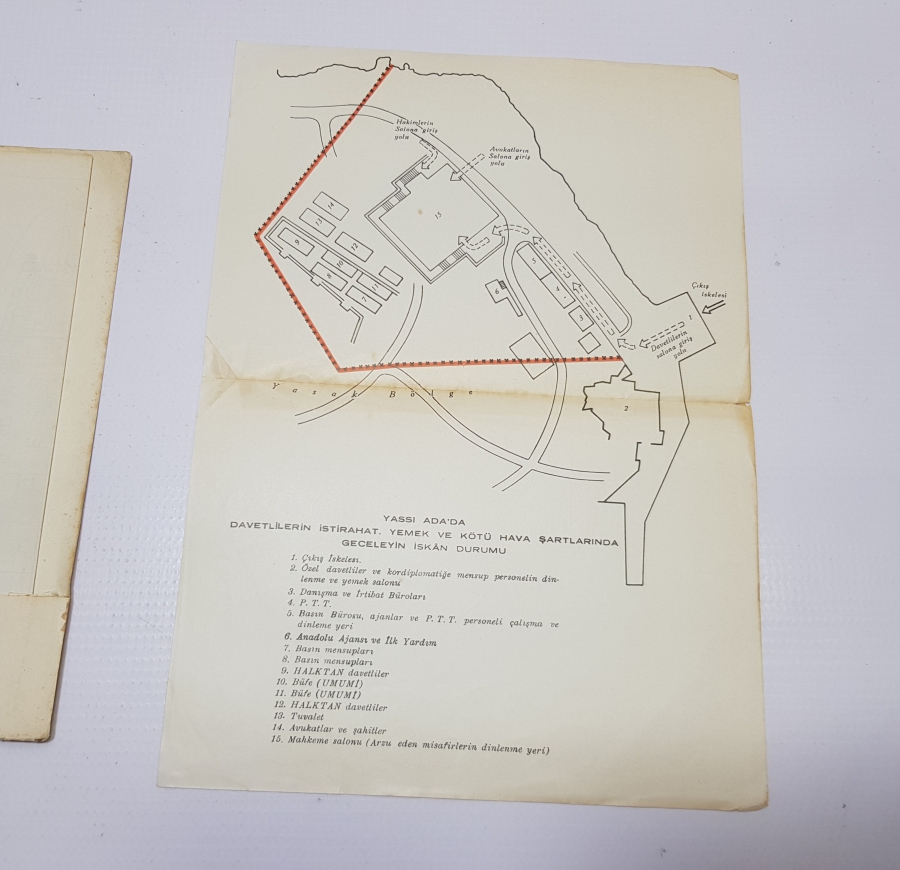 Hakimlerin
Salona giriş
yolu
Avukatların
Salona giriş
yolu
14
13
15
9
12
10
8
11
7
5
6
4
3
Çıkış
iskelesi
1
Davetlilerin
salona giriş
yolu
Yasak Bölge
2
YASSI ADA'DA
DAVETLİLERİN İSTİRAHAT, YEMEK VE KÖTÜ HAVA ŞARTLARINDA
GECELEYİN İSKÂN DURUMU
1. Çıkış İskelesi.
2. Özel davetliler ve kordiplomatiğe mensup personelin din-
lenme ve yemek salonu
3. Danışma ve İrtibat Büroları
4. P. T. T.
5. Basın Bürosu, ajanlar ve P. T. T. personeli çalışma ve
dinleme yeri
6. Anadolu Ajansı ve İlk Yardım
7. Basın mensupları
8. Basın mensupları
9. HALKTAN davetliler
10. Büfe (UMUMİ)
11. Büfe (UMUMİ)
12. HALKTAN davetliler
13. Tuvalet
14. Avukatlar ve şahitler
15. Mahkeme salonu (Arzu eden misafirlerin dinlenme yeri)